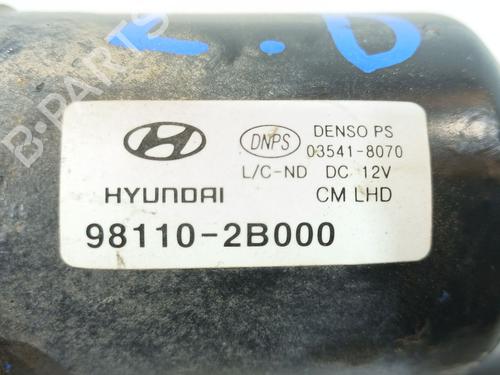 B-PARTS
DNPS
DENSO PS
03541-8070
L/C-ND DC 12V
HYUNDAI
CM LHD
98110-2B000